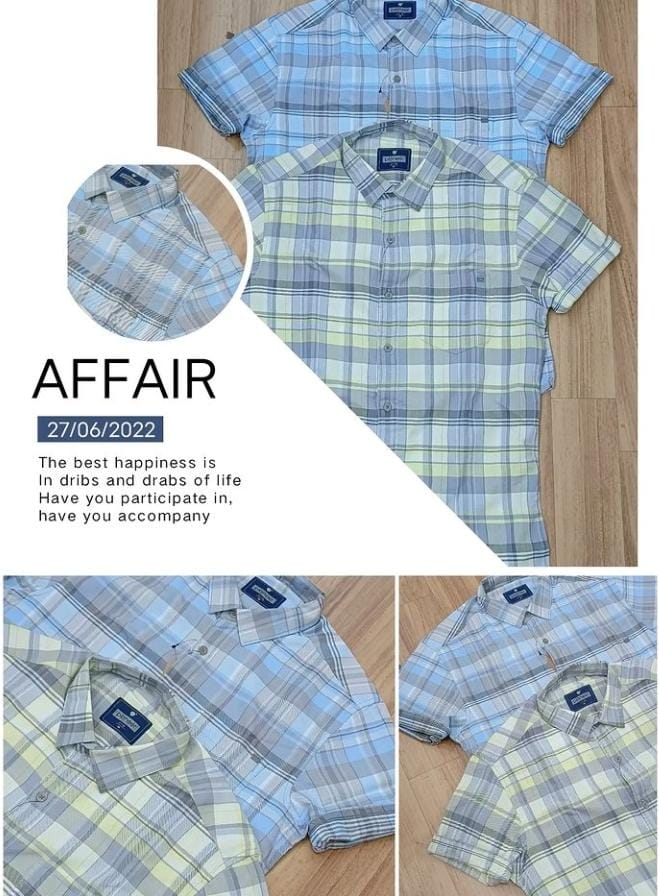 AFFAIR
27/06/2022
The best happiness is
In dribs and drabs of life
Have you participate in,
have you accompany